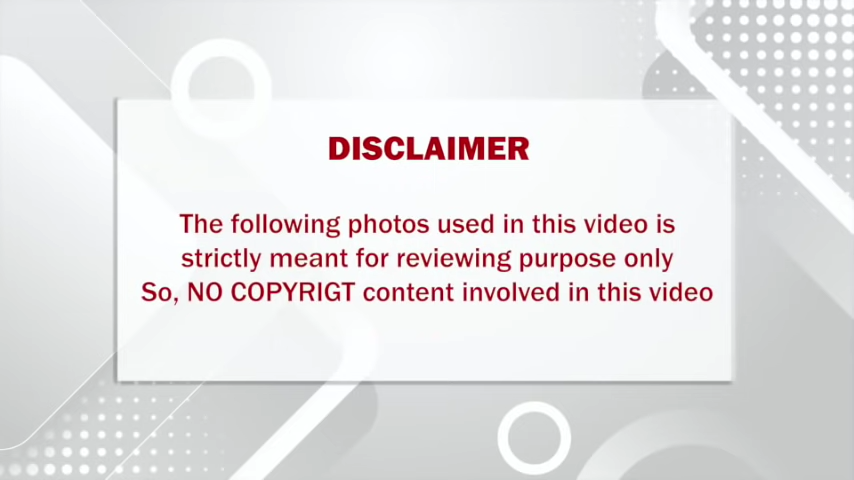 DISCLAIMER
The following photos used in this video is
strictly meant for reviewing purpose only
So, NO COPYRIGT content involved in this video